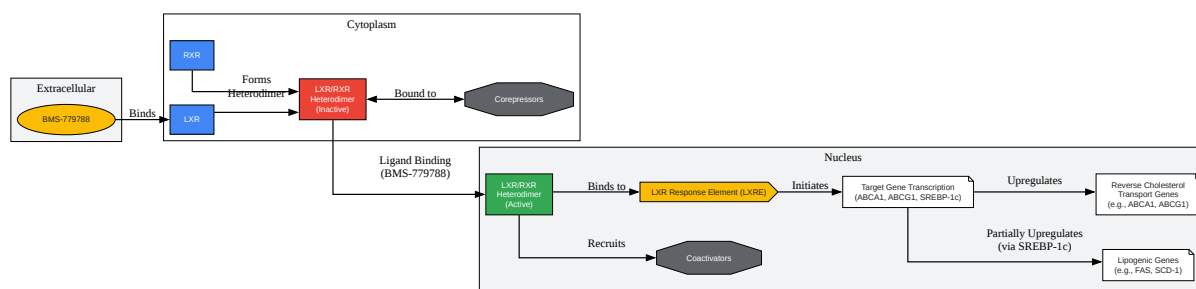 Cytoplasm
RXR
Forms
Heterodimer
LXR/RXR
Heterodimer
(Inactive)
Bound to
Corepressors
Extracellular
BMS-779788
Binds
LXR
Ligand Binding
(BMS-779788)
Nucleus
LXR/RXR
Heterodimer
(Active)
Binds to
LXR Response Element (LXRE)
Initiates
Target Gene Transcription
(ABCA1, ABCG1, SREBP-1c)
Upregulates
Reverse Cholesterol
Transport Genes
(e.g., ABCA1, ABCG1)
Recruits
Coactivators
Partially Upregulates
(via SREBP-1c)
Lipogenic Genes
(e.g., FAS, SCD-1)